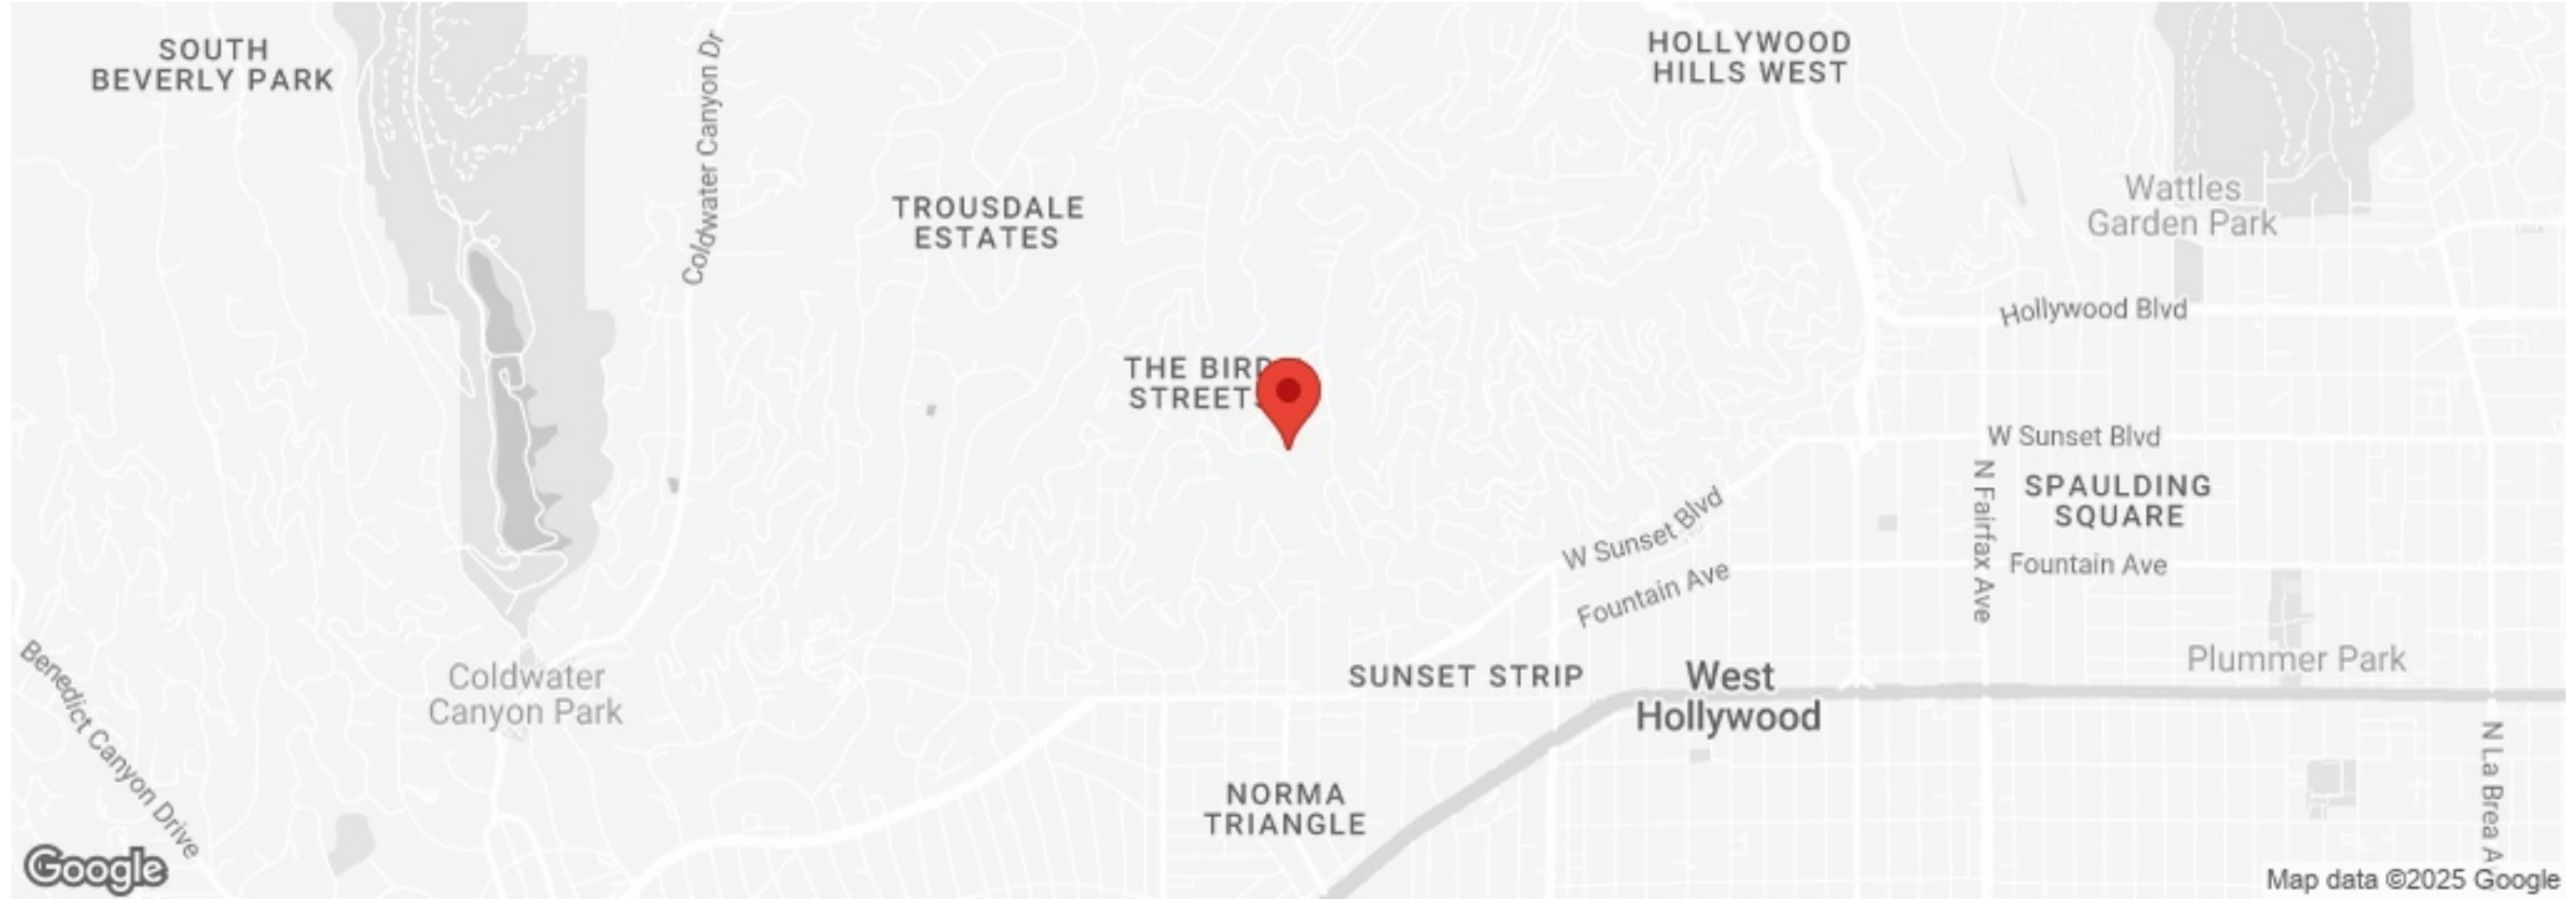 SOUTH
BEVERLY PARK
Coldwater Canyon Dr
HOLLYWOOD
HILLS WEST
TROUSDALE
ESTATES
Wattles
Garden Park
Hollywood Blvd
THE BIRD
STREET
W Sunset Blvd
N Fairfax Ave
SPAULDING
SQUARE
W Sunset Blvd
Fountain Ave
Fountain Ave
Benedict Canyon Drive
Coldwater
Canyon Park
SUNSET STRIP
West
Hollywood
Plummer Park
N La Brea A
NORMA
TRIANGLE
Google
Map data ©2025 Google